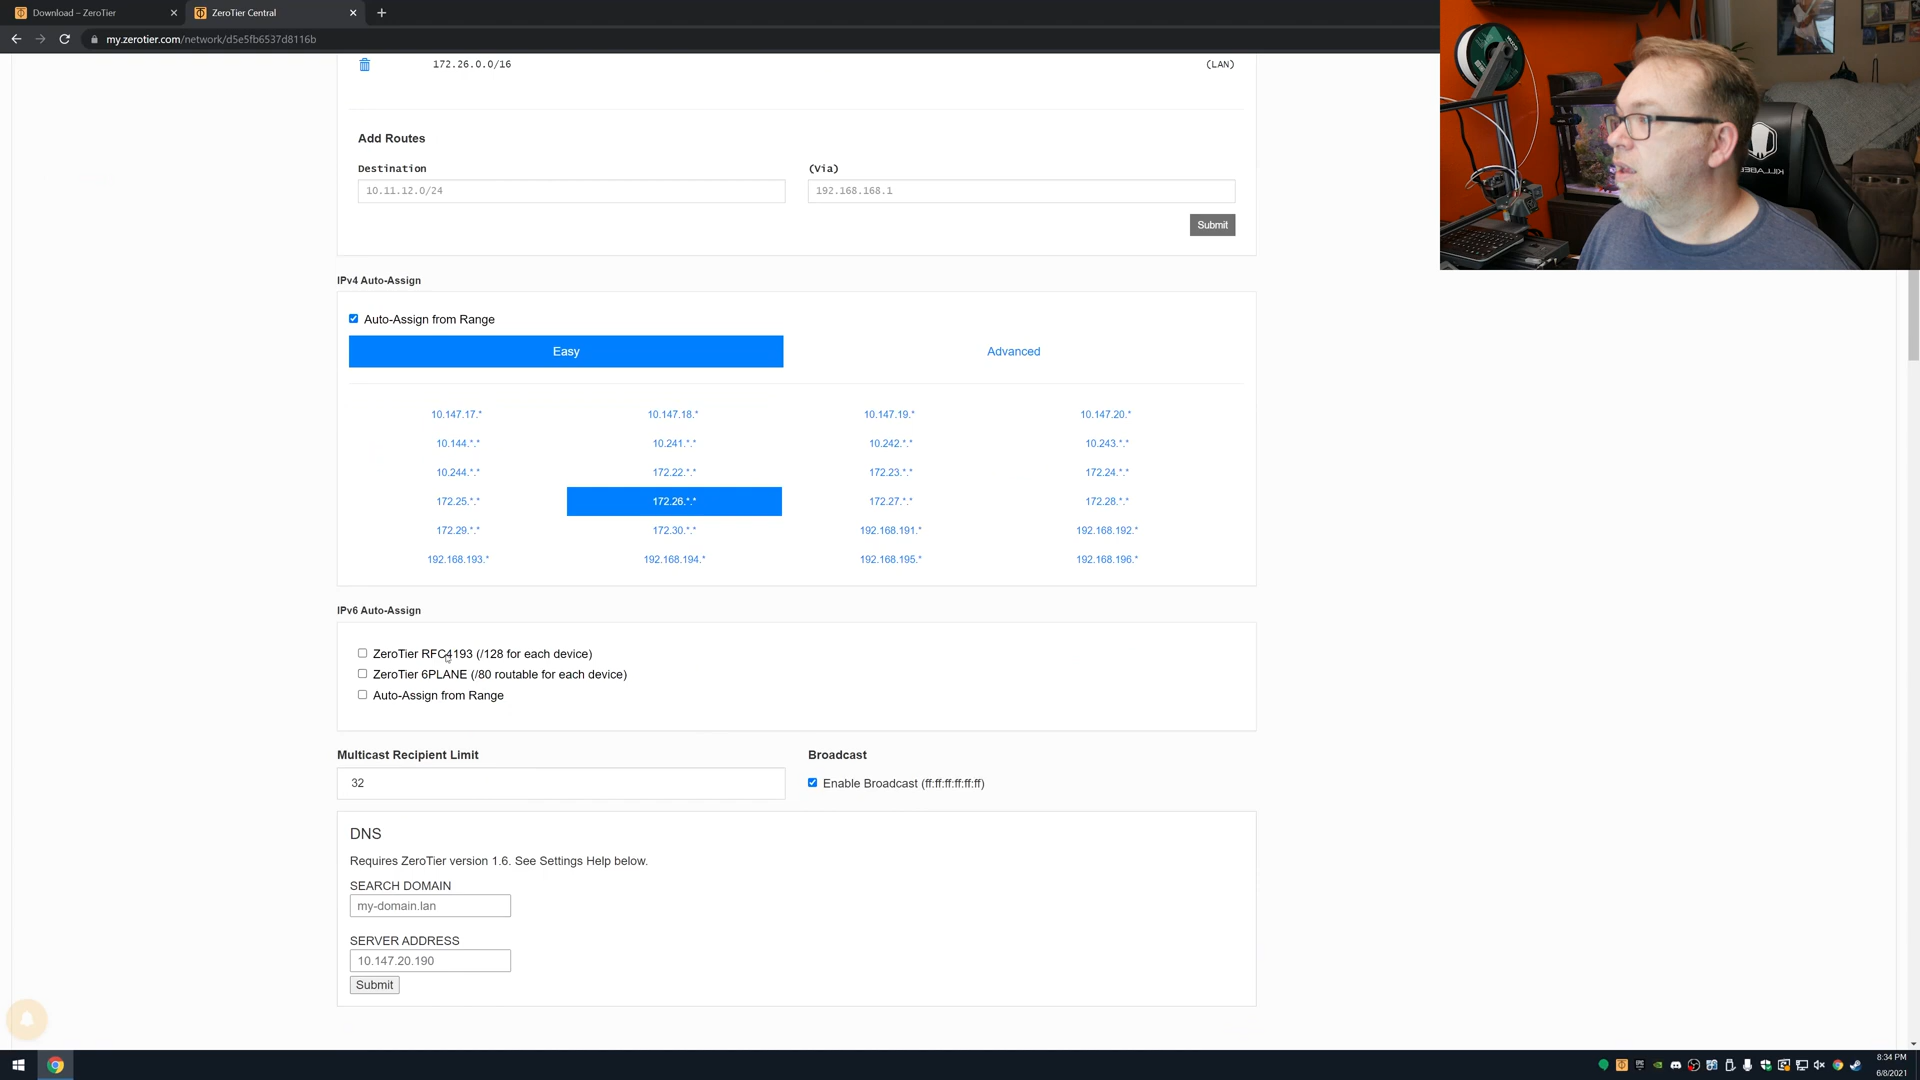 Download – ZeroTier
ZeroTier Central
my.zerotier.com/network/d5e5fb6537d8116b
172.26.0.0/16 (LAN)
Add Routes
Destination (Via)
10.11.12.0/24 192.168.168.1
Submit
IPv4 Auto-Assign
Auto-Assign from Range
Easy Advanced
10.147.17.* 10.147.18.* 10.147.19.* 10.147.20.*
10.144.*.* 10.241.*.* 10.242.*.* 10.243.*.*
10.244.*.* 172.22.*.* 172.23.*.* 172.24.*.*
172.25.*.* 172.26.*.* 172.27.*.* 172.28.*.*
172.29.*.* 172.30.*.* 192.168.191.* 192.168.192.*
192.168.193.* 192.168.194.* 192.168.195.* 192.168.196.*
IPv6 Auto-Assign
ZeroTier RFC4193 (/128 for each device)
ZeroTier 6PLANE (/80 routable for each device)
Auto-Assign from Range
Multicast Recipient Limit Broadcast
32 Enable Broadcast (ff:ff:ff:ff:ff:ff)
DNS
Requires ZeroTier version 1.6. See Settings Help below.
SEARCH DOMAIN
my-domain.lan
SERVER ADDRESS
10.147.20.190
Submit
8:34 PM
6/8/2021